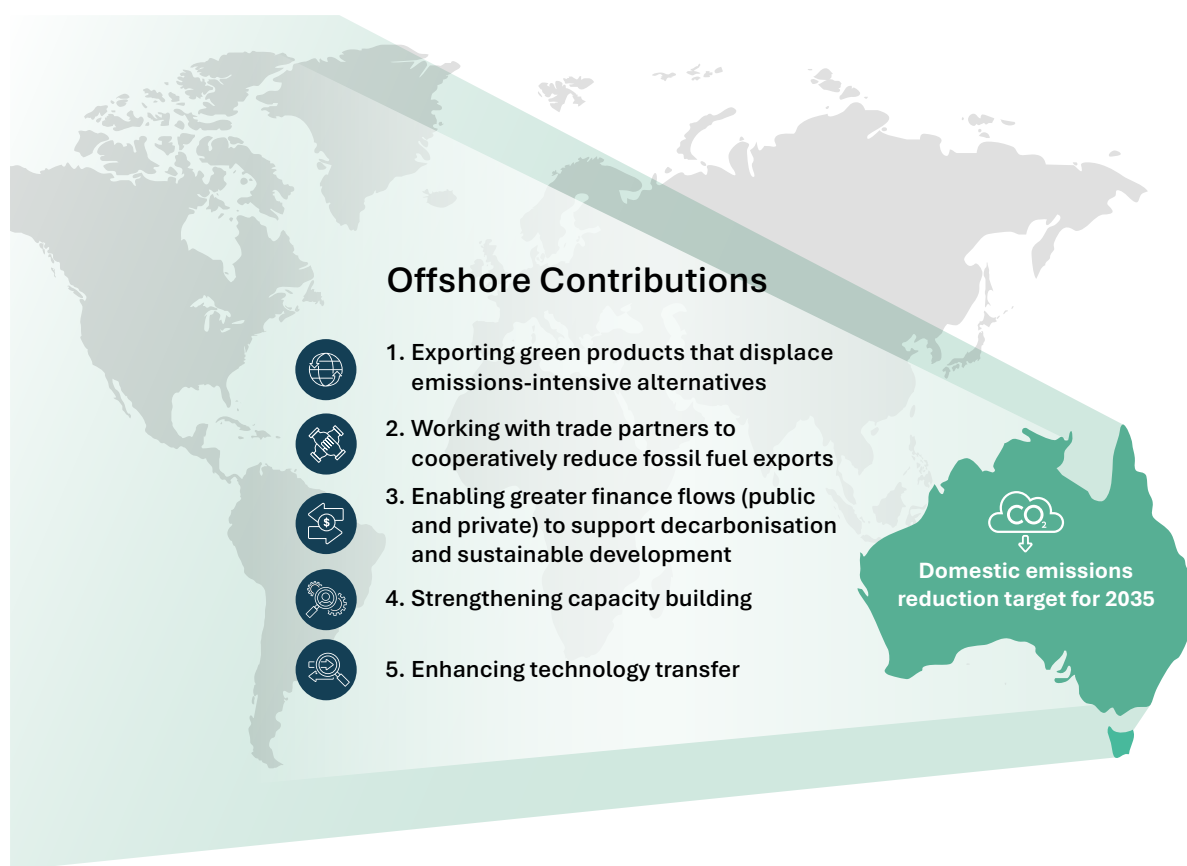 Offshore Contributions
1. Exporting green products that displace
emissions-intensive alternatives
2. Working with trade partners to
cooperatively reduce fossil fuel exports
3. Enabling greater finance flows (public
and private) to support decarbonisation
and sustainable development
4. Strengthening capacity building
5. Enhancing technology transfer
$
CO₂
Domestic emissions
reduction target for 2035